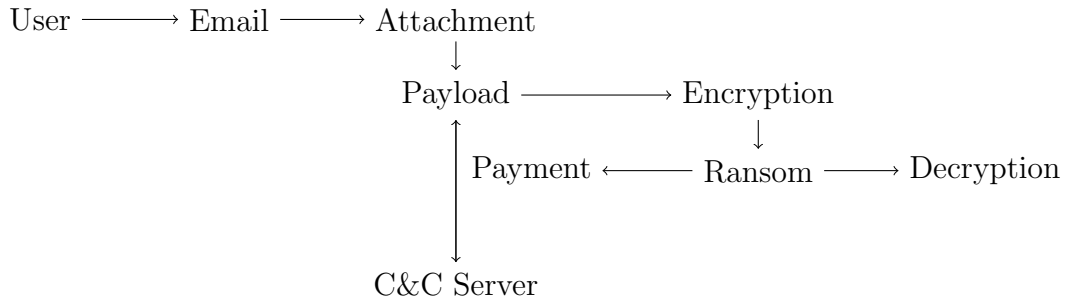 User Email Attachment
Payload Encryption
Payment Ransom Decryption
C&C Server